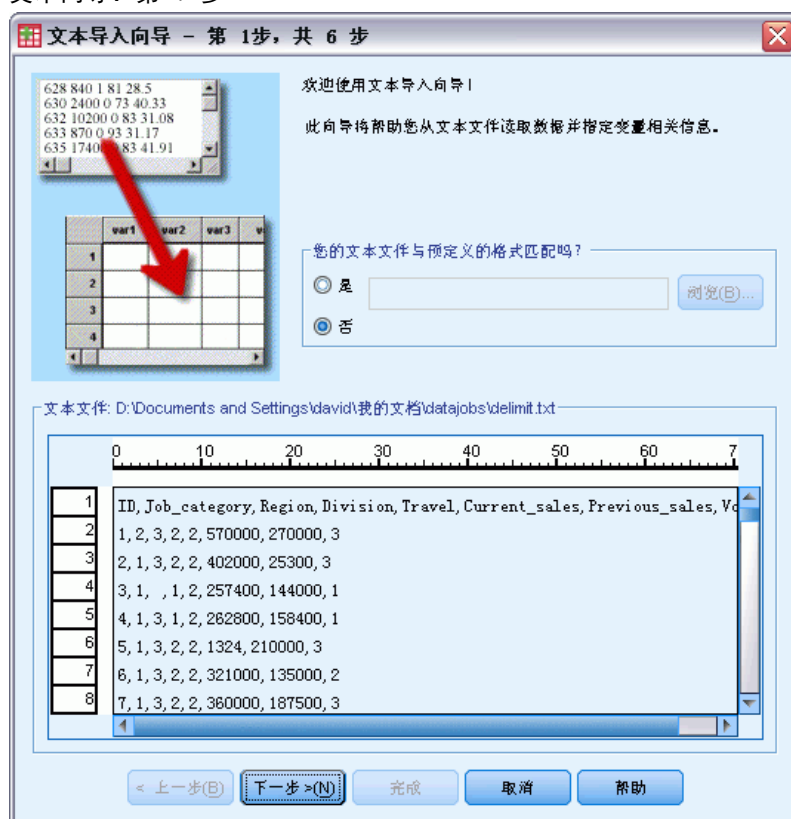 文本导入向导 - 第 1步，共 6 步
628 840 1 81 28.5
630 2400 0 73 40.33
632 10200 0 83 31.08
633 870 0 93 31.17
635 1740 0 83 41.91
var1 var2 var3
1
2
3
4
欢迎使用文本导入向导!
此向导将帮助您从文本文件读取数据并指定变量相关信息。
您的文本文件与预定义的格式匹配吗?
是
浏览(B)...
否
文本文件: D:\Documents and Settings\david\我的文档\datajobs\delimit.txt
0 10 20 30 40 50 60 7
1 ID, Job_category, Region, Division, Travel, Current_sales, Previous_sales, Vo
2 1, 2, 3, 2, 2, 570000, 270000, 3
3 2, 1, 3, 2, 2, 402000, 25300, 3
4 3, 1, , 1, 2, 257400, 144000, 1
5 4, 1, 3, 1, 2, 262800, 158400, 1
6 5, 1, 3, 2, 2, 1324, 210000, 3
7 6, 1, 3, 2, 2, 321000, 135000, 2
8 7, 1, 3, 2, 2, 360000, 187500, 3
< 上一步(B) 下一步 >(N) 完成 取消 帮助